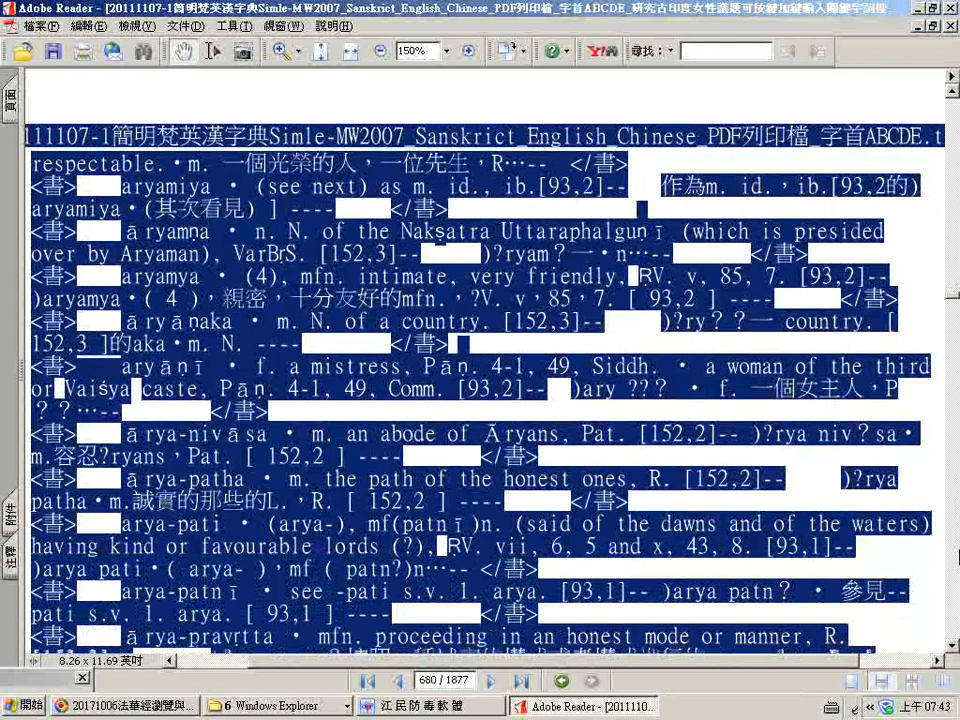 Adobe Reader - [20111107-1簡明梵英漢字典Simle-MW2007_Sanskrict_English_Chinese_PDF列印檔_字首ABCDE_研究古印度女性議題可按鍵加鍵輸入關鍵字詞搜
檔案(F) 編輯(E) 檢視(V) 文件(D) 工具(T) 視窗(W) 說明(H)
150% Y! 尋找:
頁面
111107-1簡明梵英漢字典Simle-MW2007_Sanskrict_English_Chinese_PDF列印檔_字首ABCDE.t
respectable.‧m. 一個光榮的人，一位先生，R…-- </書>
<書> aryamiya ‧ (see next) as m. id., ib.[93,2]-- 作為m. id.，ib.[93,2的)
aryamiya‧(其次看見) ] ---- </書>
<書> āryamṇa ‧ n. N. of the Nakṣatra Uttaraphalguṇī (which is presided
over by Aryaman), VarBṛS. [152,3]-- )?ryam？一‧n…-- </書>
<書> aryamya ‧ (4), mfn. intimate, very friendly, ṚV. v, 85, 7. [93,2]--
)aryamya‧( 4 )，親密，十分友好的mfn.，?V. v，85，7. [ 93,2 ] ---- </書>
<書> āryāṇaka ‧ m. N. of a country. [152,3]-- )?ry？？一 country. [
152,3 ]的aka‧m. N. ---- </書>
<書> aryāṇī ‧ f. a mistress, Pāṇ. 4-1, 49, Siddh. ‧ a woman of the third
or Vaiśya caste, Pāṇ. 4-1, 49, Comm. [93,2]-- )ary ??? ‧ f. 一個女主人，P
？？…-- </書>
<書> ārya-nivāsa ‧ m. an abode of Āryans, Pat. [152,2]-- )?rya niv？sa‧
m.容忍?ryans，Pat. [ 152,2 ] ---- </書>
<書> ārya-patha ‧ m. the path of the honest ones, R. [152,2]-- )?rya
patha‧m.誠實的那些的L.，R. [ 152,2 ] ---- </書>
<書> arya-pati ‧ (arya-), mf(patnī)n. (said of the dawns and of the waters)
having kind or favourable lords (?), ṚV. vii, 6, 5 and x, 43, 8. [93,1]--
)arya pati‧( arya- )，mf ( patn?)n…-- </書>
<書> arya-patnī ‧ see -pati s.v. 1. arya. [93,1]-- )arya patn？ ‧ 參見--
pati s.v. 1. arya. [ 93,1 ] ---- </書>
<書> ārya-pravṛtta ‧ mfn. proceeding in an honest mode or manner, R.
附件
注釋
8.26 x 11.69 英吋
680 / 1877
開始 20171006法華經瀏覽與... 6 Windows Explorer 江民防毒軟體 Adobe Reader - [2011110... 上午 07:43